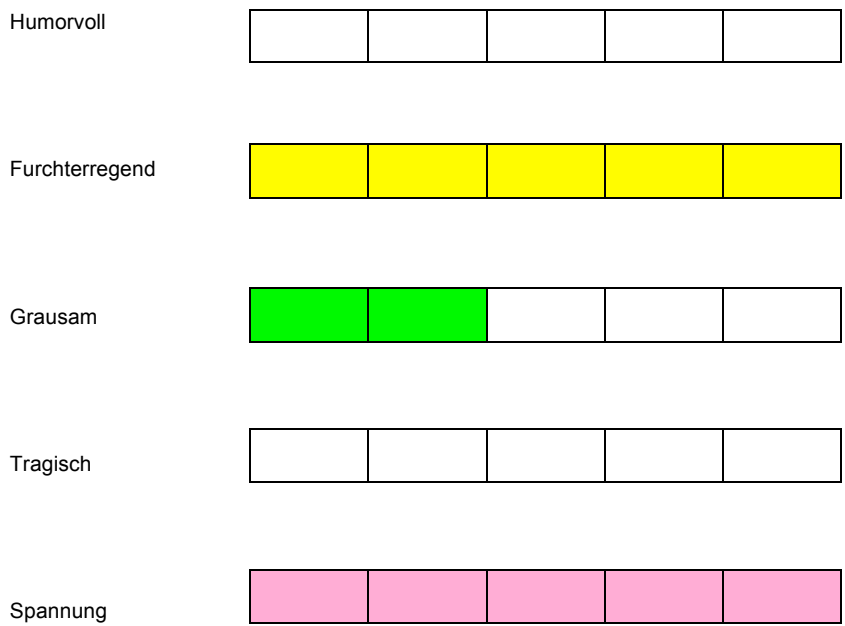 Humorvoll
Furchterregend
Grausam
Tragisch
Spannung